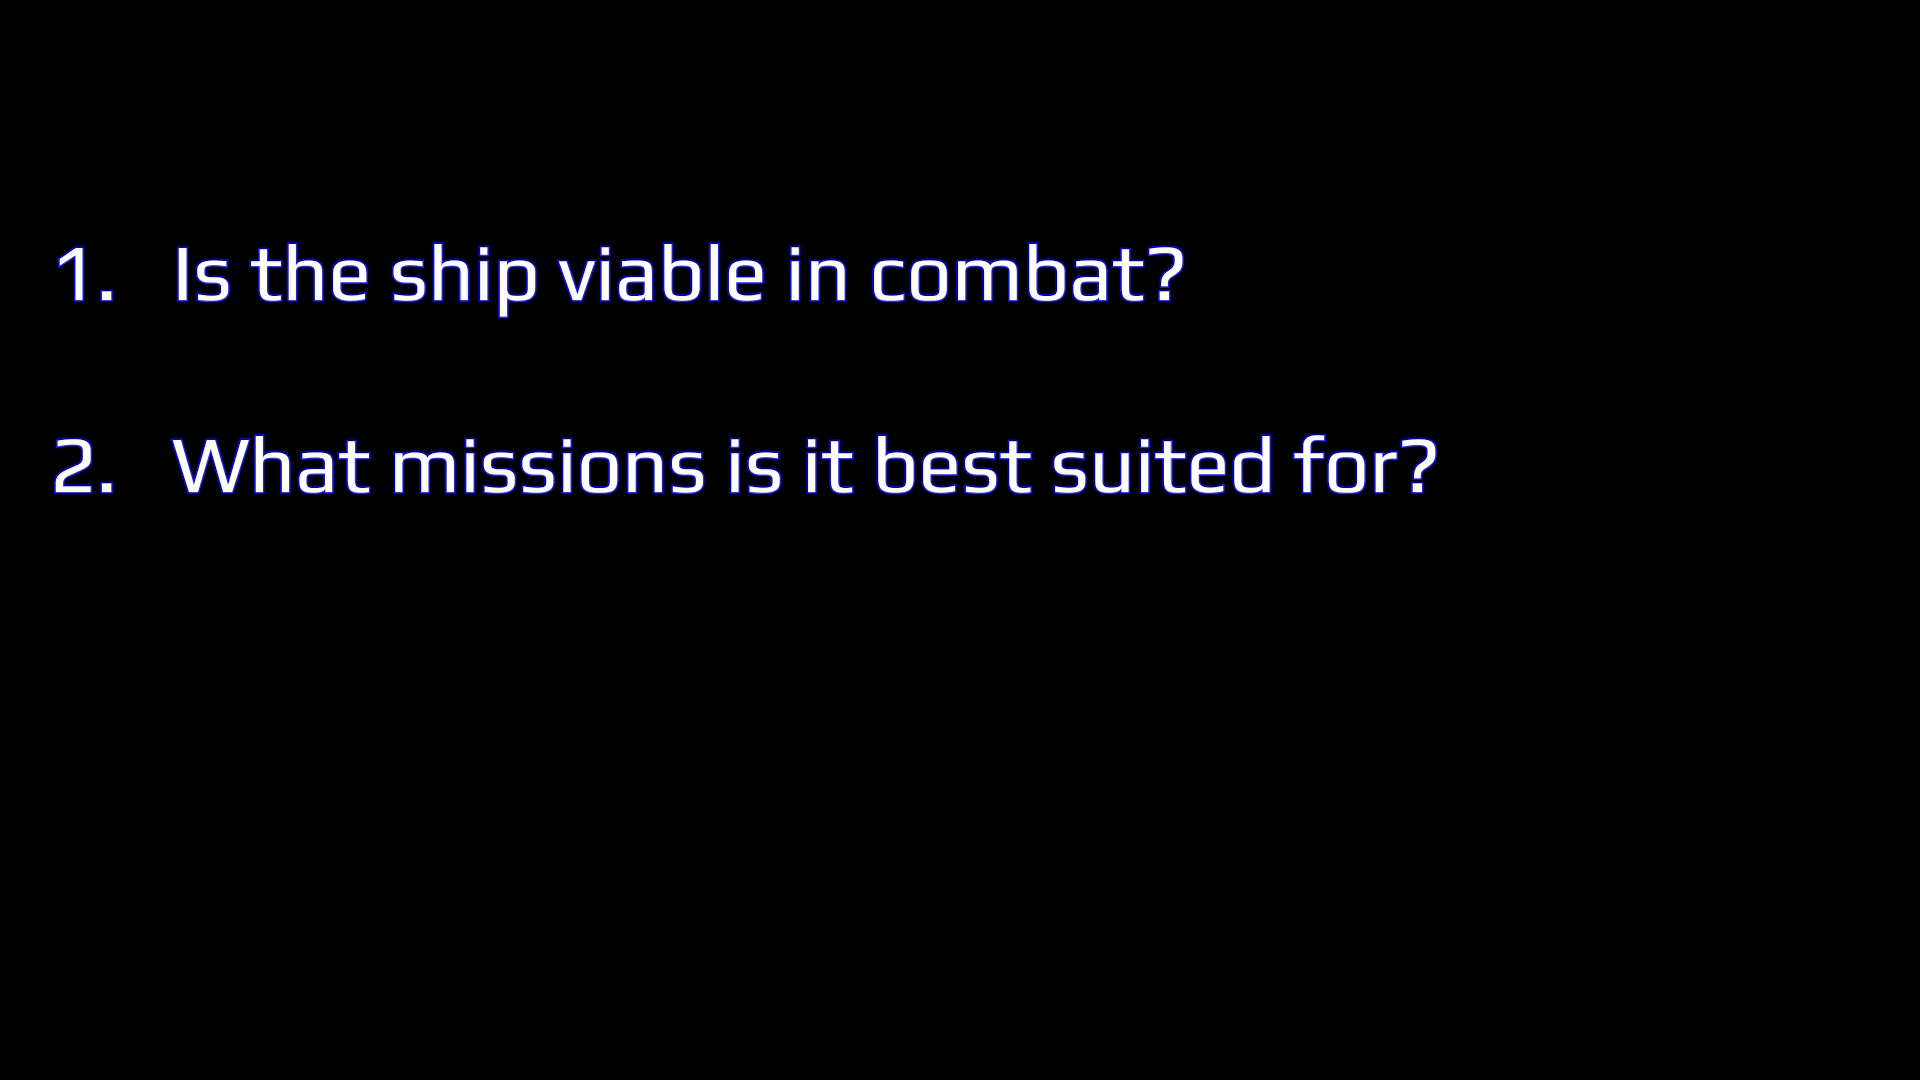 1. Is the ship viable in combat?
2. What missions is it best suited for?